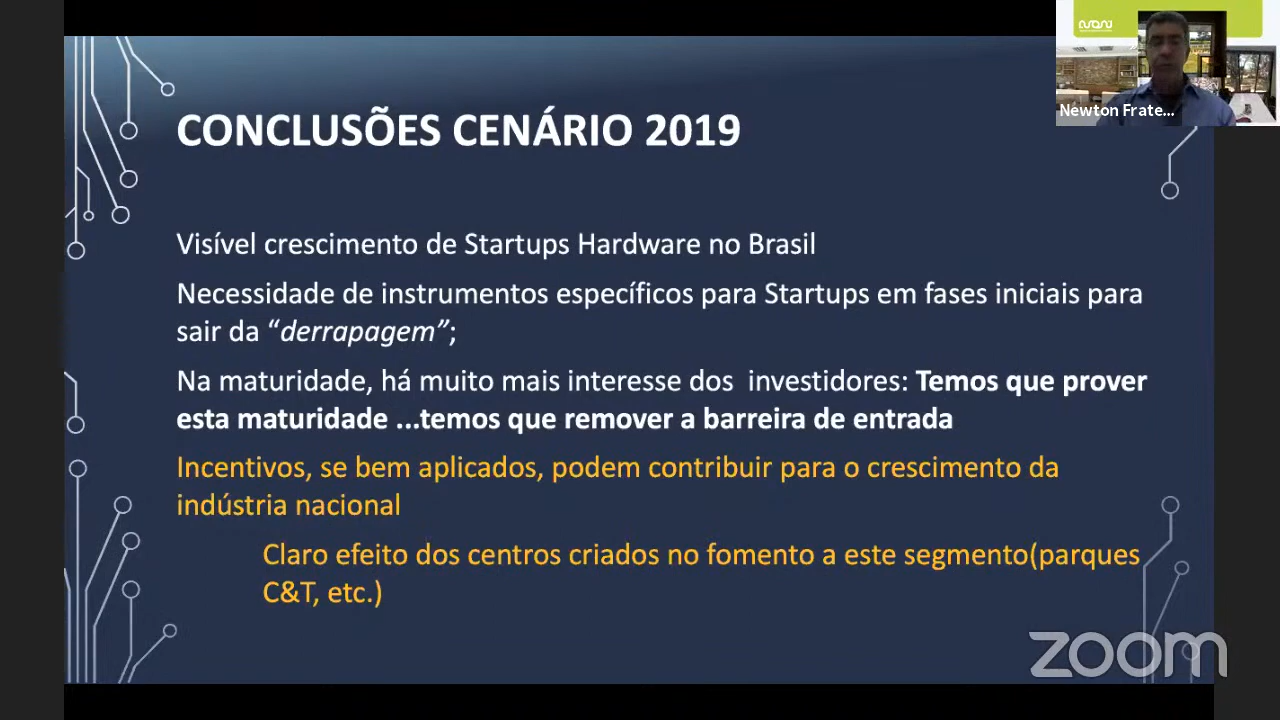 Newton Frate...
CONCLUSÕES CENÁRIO 2019
Visível crescimento de Startups Hardware no Brasil
Necessidade de instrumentos específicos para Startups em fases iniciais para
sair da “derrapagem”;
Na maturidade, há muito mais interesse dos  investidores: Temos que prover
esta maturidade ...temos que remover a barreira de entrada
Incentivos, se bem aplicados, podem contribuir para o crescimento da
indústria nacional
Claro efeito dos centros criados no fomento a este segmento(parques
C&T, etc.)
zoom